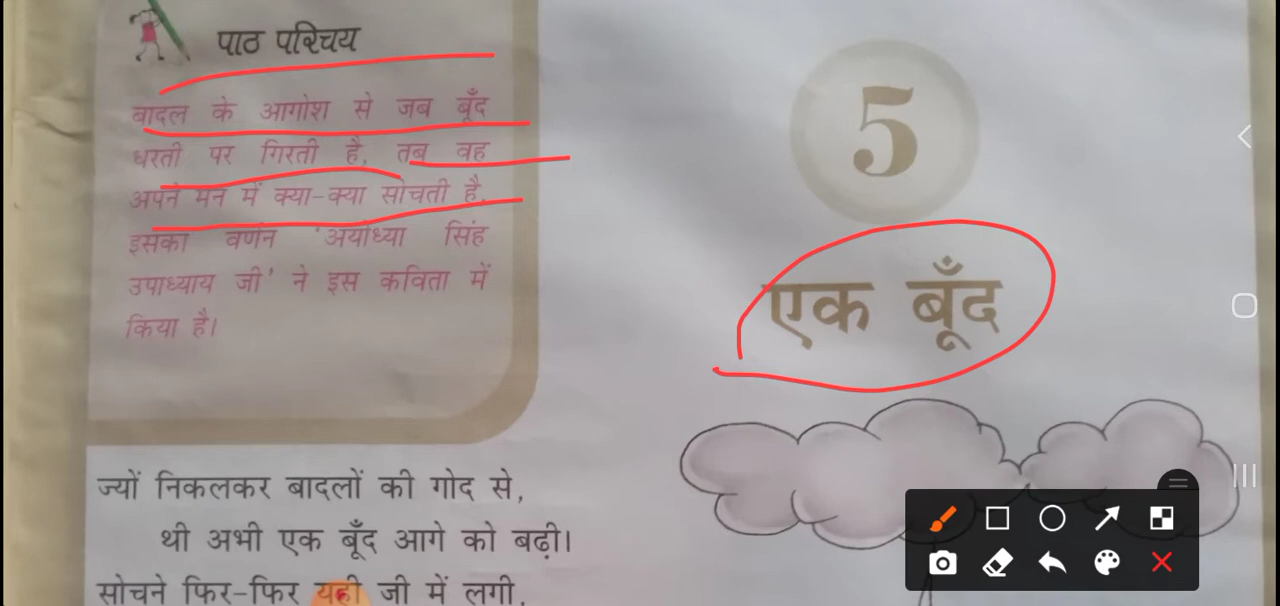 पाठ परिचय
बादल के आगोश से जब बूँद
धरती पर गिरती है, तब वह
अपने मन में क्या-क्या सोचती है,
इसका वर्णन 'अयोध्या सिंह
उपाध्याय जी' ने इस कविता में
किया है।
5
एक बूँद
ज्यों निकलकर बादलों की गोद से,
थी अभी एक बूँद आगे को बढ़ी।
सोचने फिर-फिर यही जी में लगी,